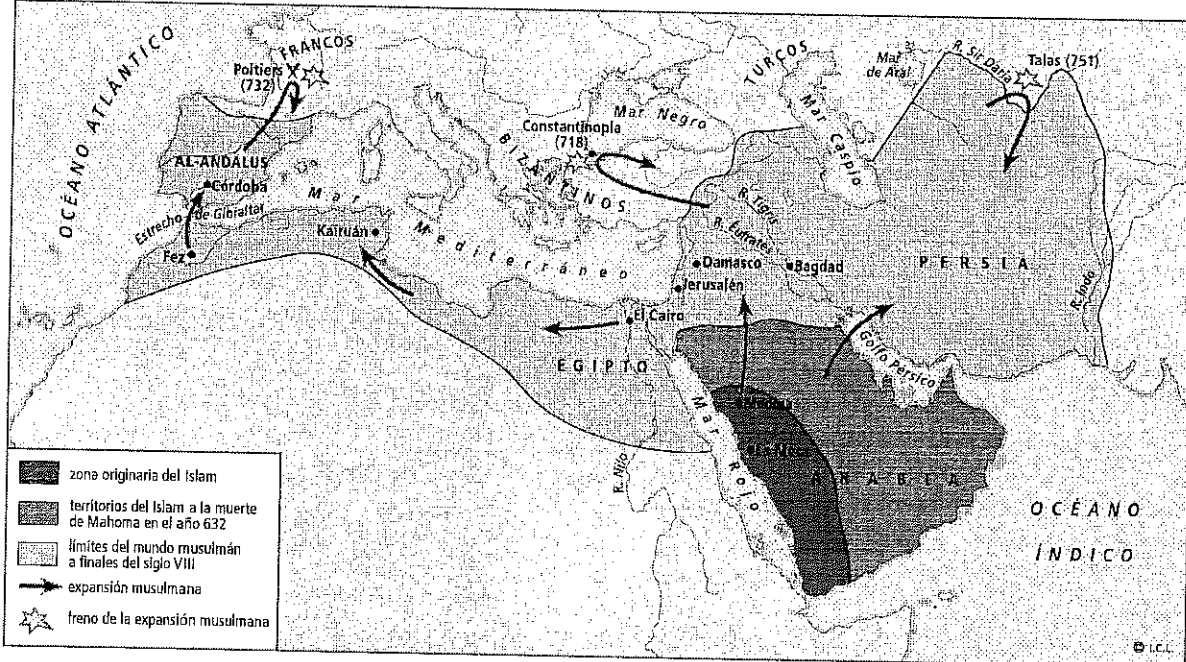 OCÉANO ATLÁNTICO
FRANCOS
Poitiers
(732)
AL-ANDALUS
Córdoba
Estrecho de Gibraltar
Fez
Kairuán
Mar Mediterráneo
Constantinopla
(718)
BIZANTINOS
Mar Negro
TURCOS
Mar Caspio
Mar
de Aral
R. Sir Daria
Talas (751)
R. Tigris
R. Éufrates
Damasco
Bagdad
Jerusalén
PERSIA
R. Indo
El Cairo
EGIPTO
R. Nilo
Mar Rojo
Golfo Pérsico
Medina
La Meca
ARABIA
OCÉANO
ÍNDICO
zona originaria del Islam
territorios del Islam a la muerte
de Mahoma en el año 632
límites del mundo musulmán
a finales del siglo VIII
expansión musulmana
freno de la expansión musulmana
© I.C.L.